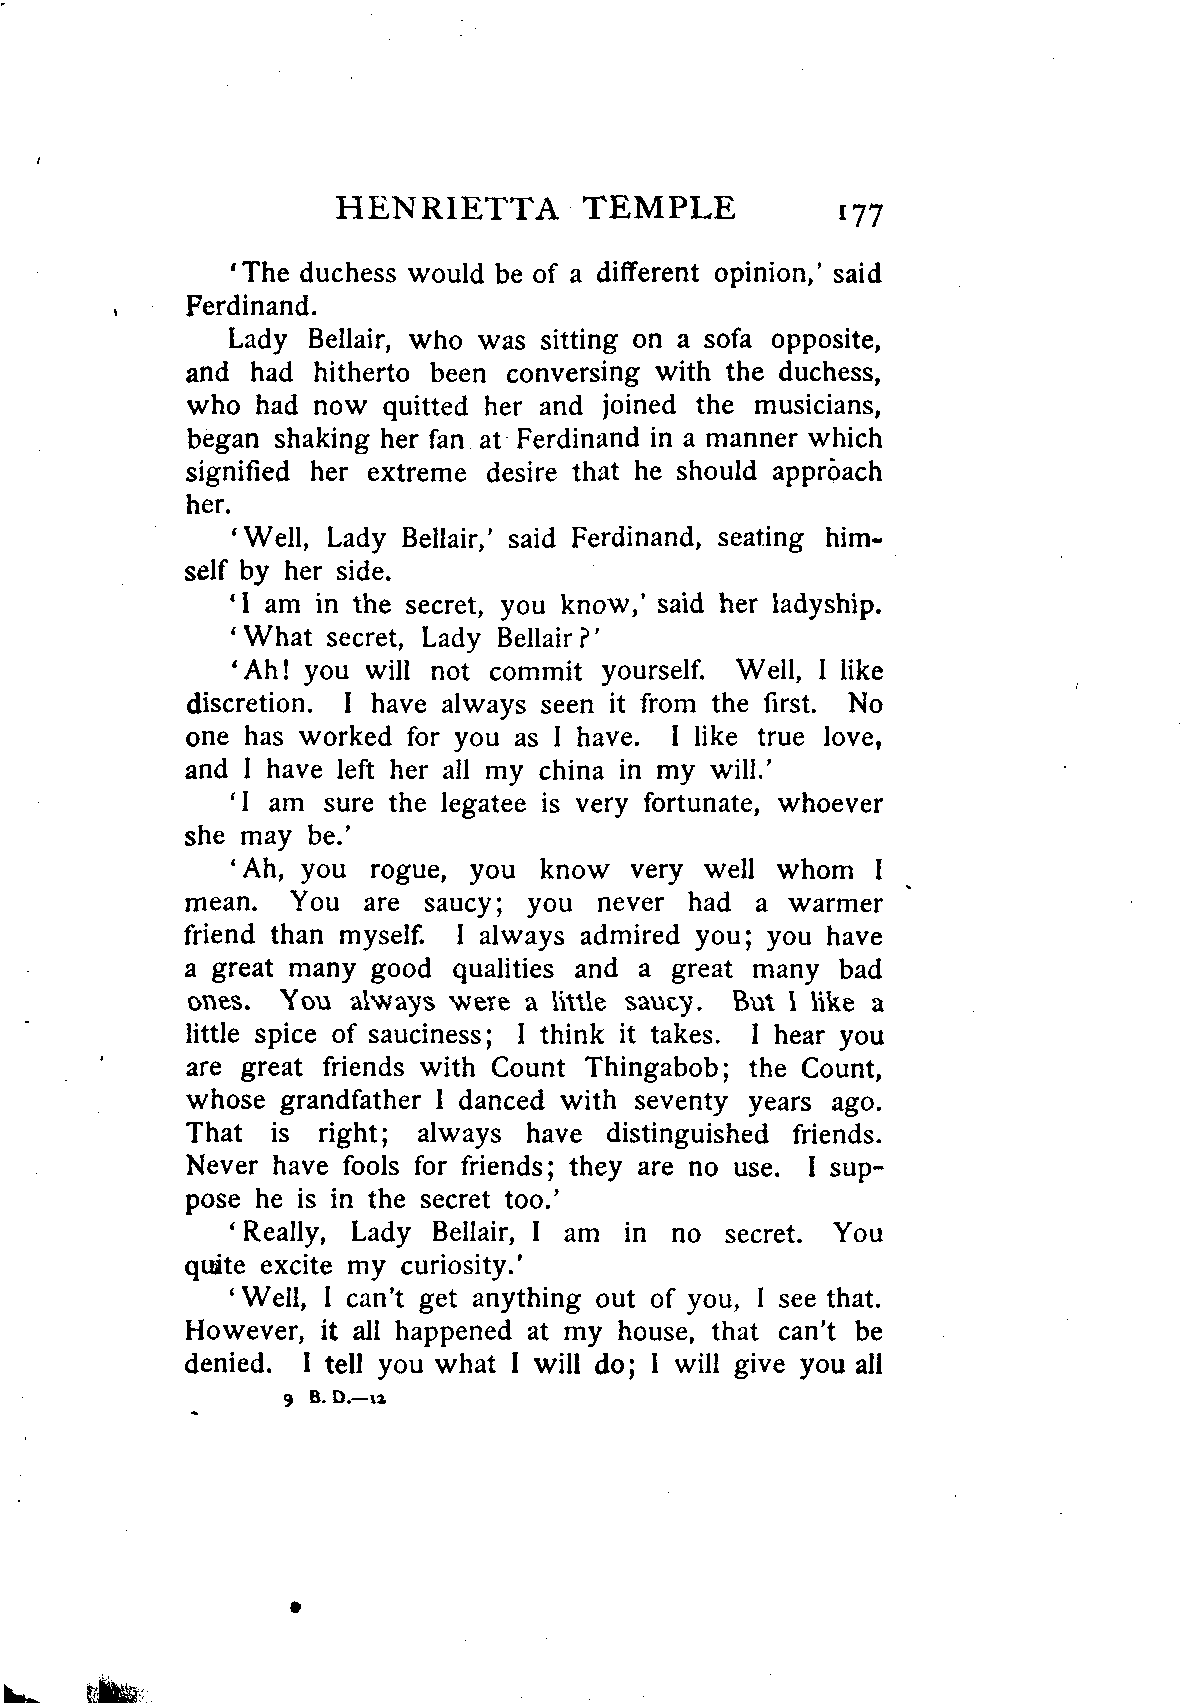 HENRIETTA TEMPLE 177
'The duchess would be of a different opinion,' said
Ferdinand.
Lady Bellair, who was sitting on a sofa opposite,
and had hitherto been conversing with the duchess,
who had now quitted her and joined the musicians,
began shaking her fan at Ferdinand in a manner which
signified her extreme desire that he should approach
her.
'Well, Lady Bellair,' said Ferdinand, seating him-
self by her side.
'I am in the secret, you know,' said her ladyship.
'What secret, Lady Bellair?'
'Ah! you will not commit yourself. Well, I like
discretion. I have always seen it from the first. No
one has worked for you as I have. I like true love,
and I have left her all my china in my will.'
'I am sure the legatee is very fortunate, whoever
she may be.'
'Ah, you rogue, you know very well whom I
mean. You are saucy; you never had a warmer
friend than myself. I always admired you; you have
a great many good qualities and a great many bad
ones. You always were a little saucy. But I like a
little spice of sauciness; I think it takes. I hear you
are great friends with Count Thingabob; the Count,
whose grandfather I danced with seventy years ago.
That is right; always have distinguished friends.
Never have fools for friends; they are no use. I sup-
pose he is in the secret too.'
'Really, Lady Bellair, I am in no secret. You
quite excite my curiosity.'
'Well, I can't get anything out of you, I see that.
However, it all happened at my house, that can't be
denied. I tell you what I will do; I will give you all
9 B. D.—12